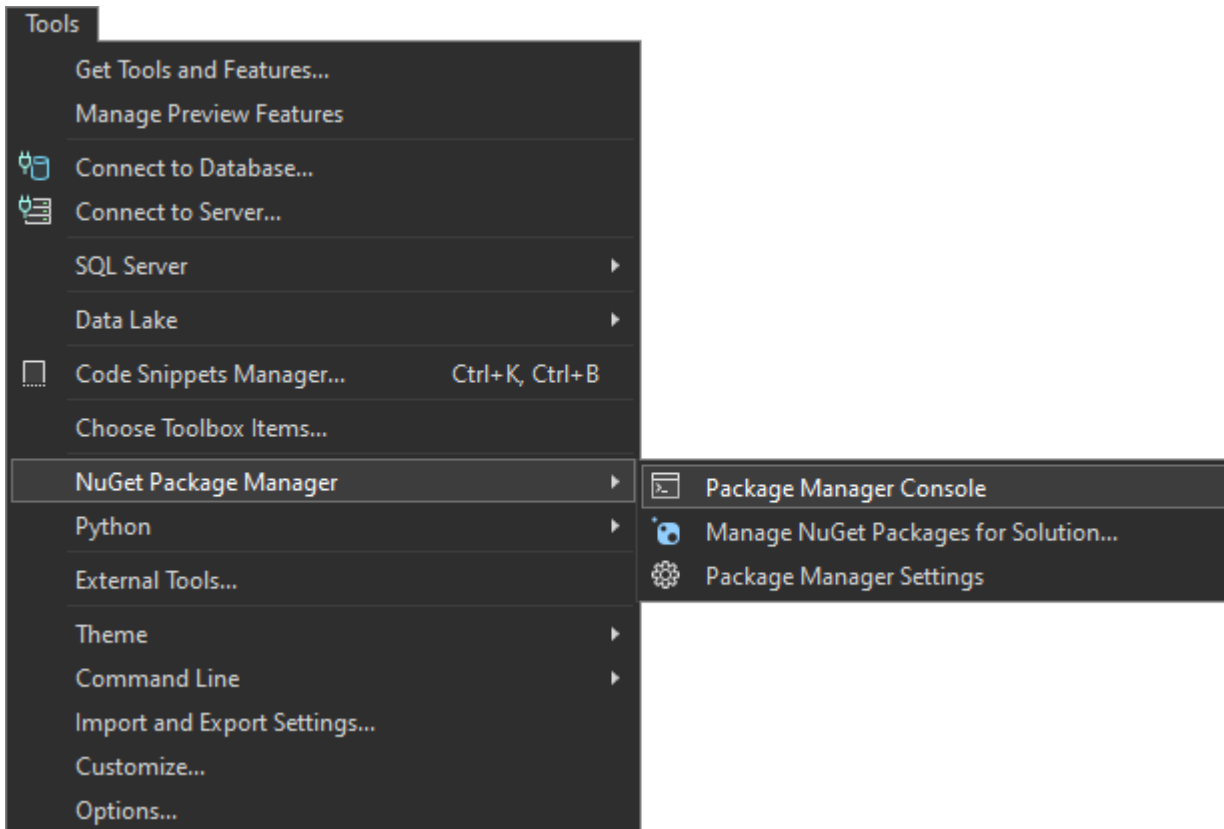 Tools
Get Tools and Features...
Manage Preview Features
Connect to Database...
Connect to Server...
SQL Server
Data Lake
Code Snippets Manager... Ctrl+K, Ctrl+B
Choose Toolbox Items...
NuGet Package Manager
Package Manager Console
Python
Manage NuGet Packages for Solution...
External Tools...
Package Manager Settings
Theme
Command Line
Import and Export Settings...
Customize...
Options...